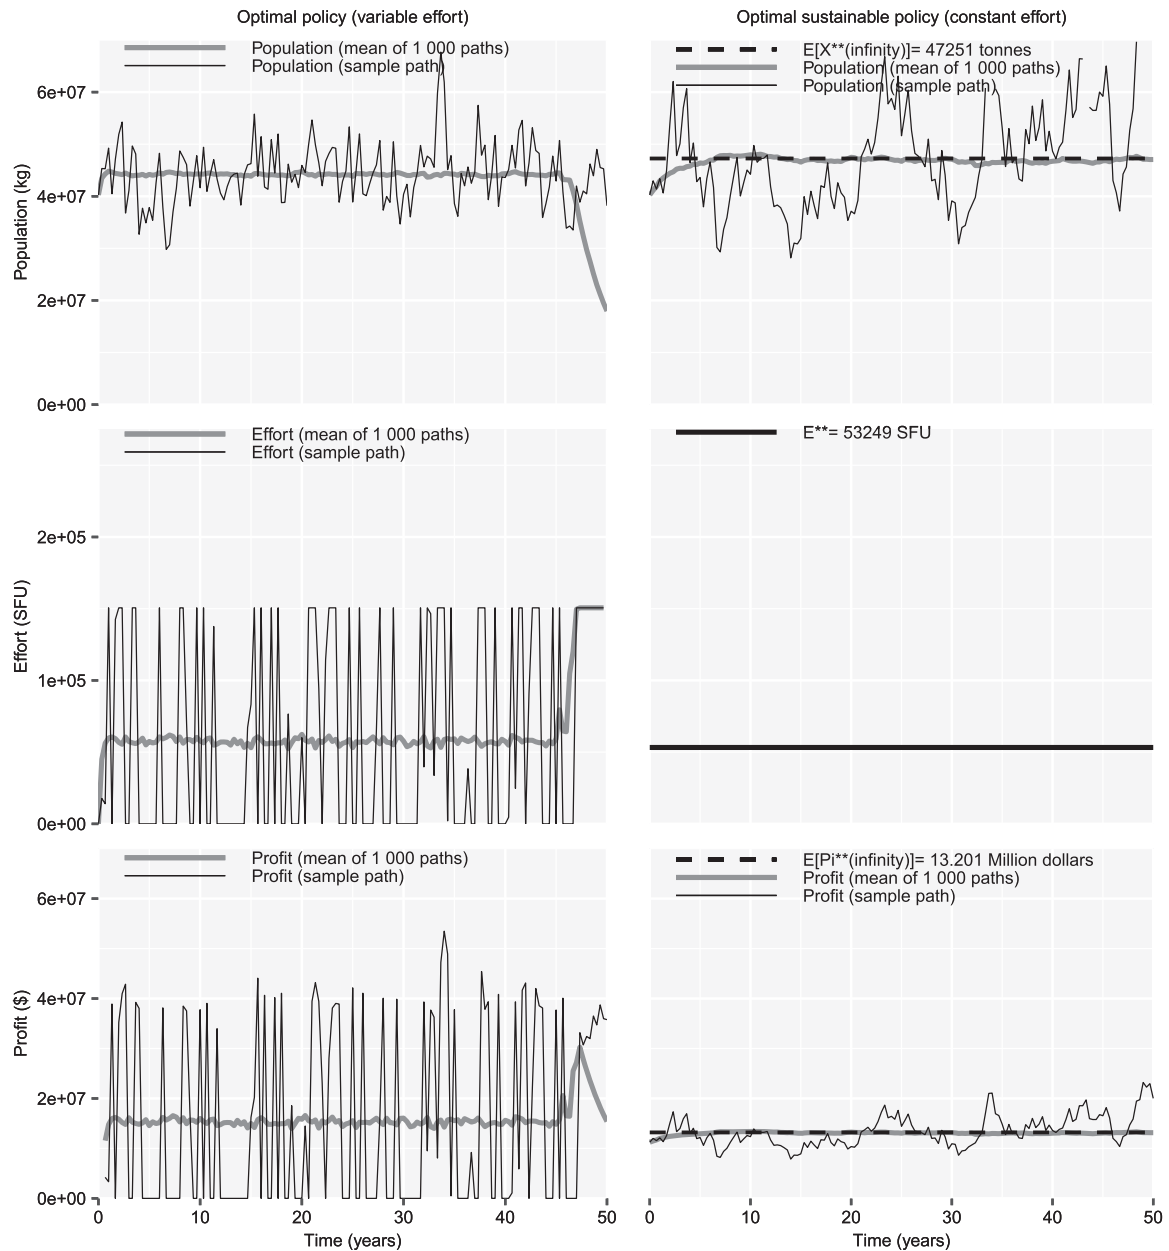 Optimal policy (variable effort)
Optimal sustainable policy (constant effort)
Population (mean of 1 000 paths)
Population (sample path)
E[X**(infinity)]= 47251 tonnes
Population (mean of 1 000 paths)
Population (sample path)
6e+07
4e+07
2e+07
0e+00
Population (kg)
Effort (mean of 1 000 paths)
Effort (sample path)
E**= 53249 SFU
2e+05
1e+05
0e+00
Effort (SFU)
Profit (mean of 1 000 paths)
Profit (sample path)
E[Pi**(infinity)]= 13.201 Million dollars
Profit (mean of 1 000 paths)
Profit (sample path)
6e+07
4e+07
2e+07
0e+00
Profit ($)
0 10 20 30 40 50
0 10 20 30 40 50
Time (years)
Time (years)